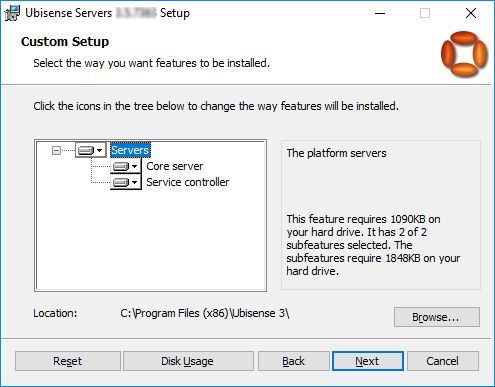 Ubisense Servers Setup
Custom Setup
Select the way you want features to be installed.
Click the icons in the tree below to change the way features will be installed.
Servers
Core server
Service controller
The platform servers
This feature requires 1090KB on
your hard drive. It has 2 of 2
subfeatures selected. The
subfeatures require 1848KB on your
hard drive.
Location: C:\Program Files (x86)\Ubisense 3\
Browse...
Reset Disk Usage Back Next Cancel